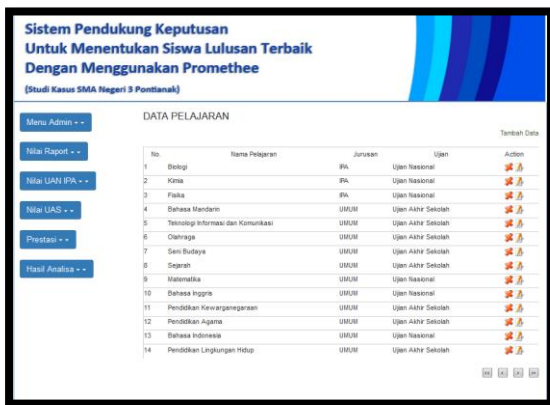 Sistem Pendukung Keputusan
Untuk Menentukan Siswa Lulusan Terbaik
Dengan Menggunakan Promethee
(Studi Kasus SMA Negeri 3 Pontianak)
Menu Admin - -
Nilai Raport - -
Nilai UAN IPA - -
Nilai UAS - -
Prestasi - -
Hasil Analisa - -
DATA PELAJARAN
Tambah Data
No. Nama Pelajaran Jurusan Ujian Action
1 Biologi IPA Ujian Nasional
2 Kimia IPA Ujian Nasional
3 Fisika IPA Ujian Nasional
4 Bahasa Mandarin UMUM Ujian Akhir Sekolah
5 Teknologi Informasi dan Komunikasi UMUM Ujian Akhir Sekolah
6 Olahraga UMUM Ujian Akhir Sekolah
7 Seni Budaya UMUM Ujian Akhir Sekolah
8 Sejarah UMUM Ujian Akhir Sekolah
9 Matematika UMUM Ujian Nasional
10 Bahasa Inggris UMUM Ujian Nasional
11 Pendidikan Kewarganegaraan UMUM Ujian Akhir Sekolah
12 Pendidikan Agama UMUM Ujian Akhir Sekolah
13 Bahasa Indonesia UMUM Ujian Nasional
14 Pendidikan Lingkungan Hidup UMUM Ujian Akhir Sekolah
<< < > >>